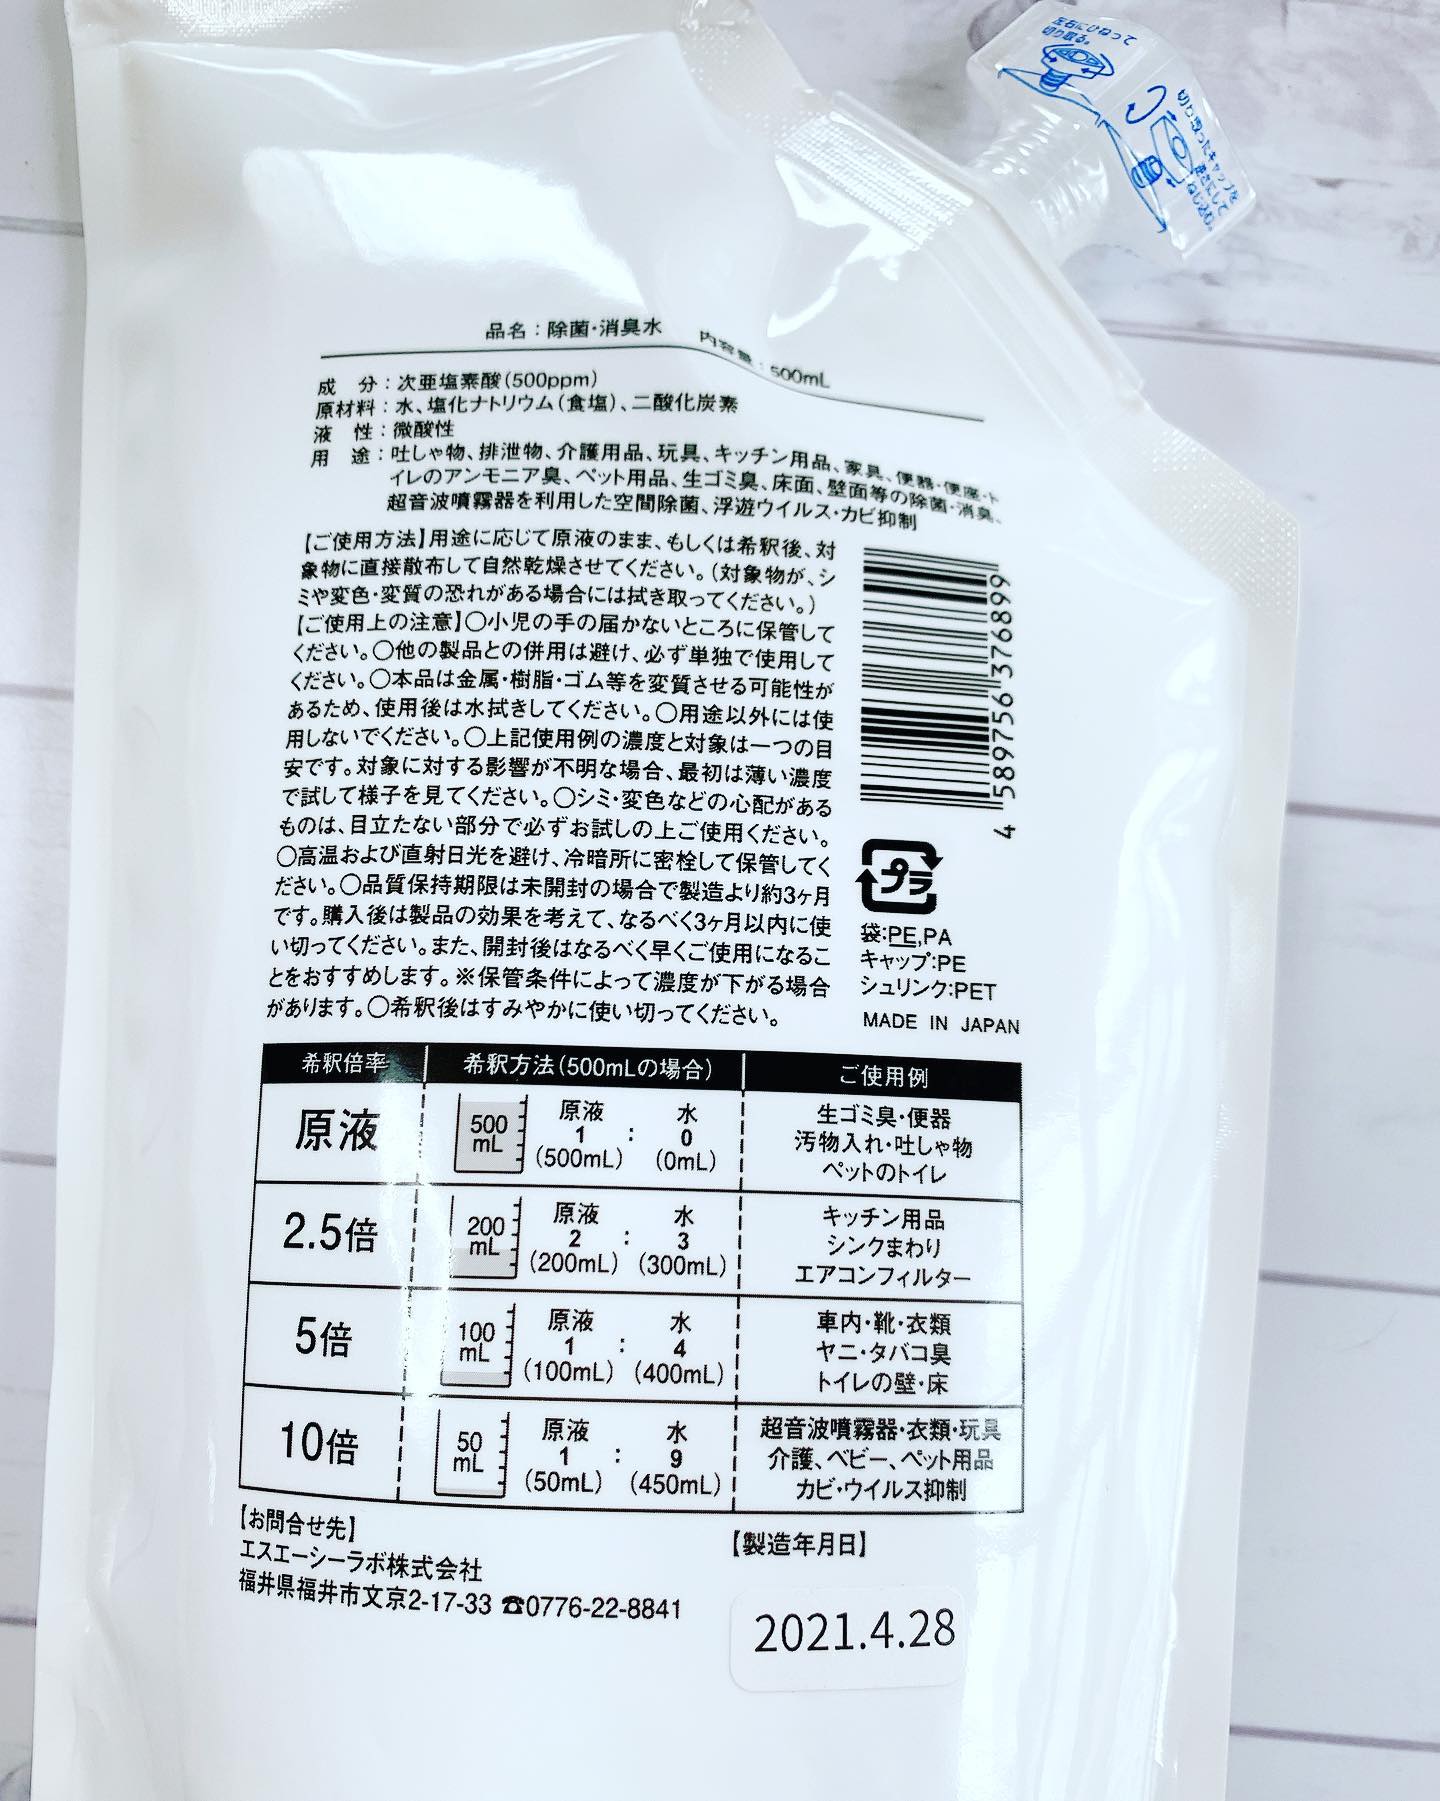 左右にひねって
切り取る。
切り取ったキャップを
逆さにして
ねじ込む。
品名：除菌・消臭水　内容量：500mL
成　分：次亜塩素酸（500ppm）
原材料：水、塩化ナトリウム（食塩）、二酸化炭素
液　性：微酸性
用　途：吐しゃ物、排泄物、介護用品、玩具、キッチン用品、家具、便器・便座・ト
イレのアンモニア臭、ペット用品、生ゴミ臭、床面、壁面等の除菌・消臭、
超音波噴霧器を利用した空間除菌、浮遊ウイルス・カビ抑制
【ご使用方法】用途に応じて原液のまま、もしくは希釈後、対
象物に直接散布して自然乾燥させてください。（対象物が、シ
ミや変色・変質の恐れがある場合には拭き取ってください。）
【ご使用上の注意】〇小児の手の届かないところに保管して
ください。〇他の製品との併用は避け、必ず単独で使用して
ください。〇本品は金属・樹脂・ゴム等を変質させる可能性が
あるため、使用後は水拭きしてください。〇用途以外には使
用しないでください。〇上記使用例の濃度と対象は一つの目
安です。対象に対する影響が不明な場合、最初は薄い濃度
で試して様子を見てください。〇シミ・変色などの心配がある
ものは、目立たない部分で必ずお試しの上ご使用ください。
〇高温および直射日光を避け、冷暗所に密栓して保管してく
ださい。〇品質保持期限は未開封の場合で製造より約3ヶ月
です。購入後は製品の効果を考えて、なるべく3ヶ月以内に使
い切ってください。また、開封後はなるべく早くご使用になるこ
とをおすすめします。※保管条件によって濃度が下がる場合
があります。〇希釈後はすみやかに使い切ってください。
4 589756 376899
プラ
袋:PE,PA
キャップ:PE
シュリンク:PET
MADE IN JAPAN
希釈倍率 希釈方法（500mLの場合） ご使用例
原液 500 mL 原液 1 (500mL) : 水 0 (0mL) 生ゴミ臭・便器
汚物入れ・吐しゃ物
ペットのトイレ
2.5倍 200 mL 原液 2 (200mL) : 水 3 (300mL) キッチン用品
シンクまわり
エアコンフィルター
5倍 100 mL 原液 1 (100mL) : 水 4 (400mL) 車内・靴・衣類
ヤニ・タバコ臭
トイレの壁・床
10倍 50 mL 原液 1 (50mL) : 水 9 (450mL) 超音波噴霧器・衣類・玩具
介護、ベビー、ペット用品
カビ・ウイルス抑制
【お問合せ先】
エスエーシーラボ株式会社
福井県福井市文京2-17-33 ☎0776-22-8841
【製造年月日】
2021.4.28